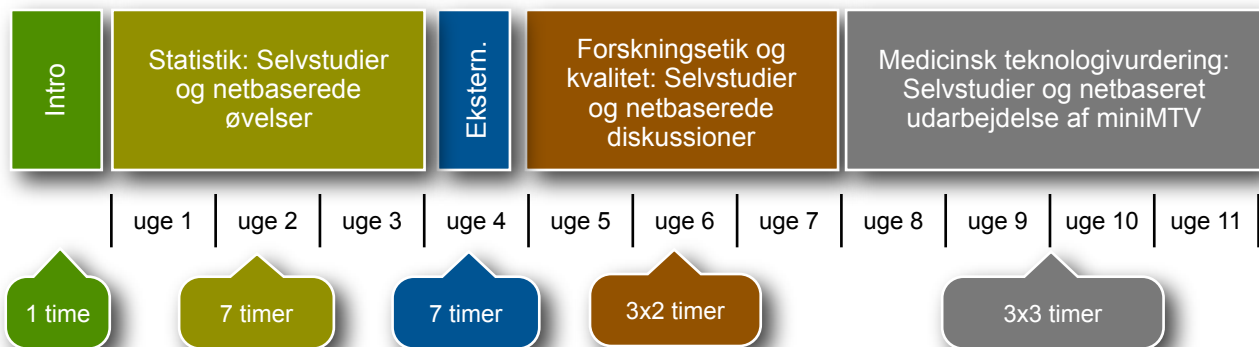 Intro
Statistik: Selvstudier
og netbaserede
øvelser
Ekstern.
Forskningsetik og
kvalitet: Selvstudier
og netbaserede
diskussioner
Medicinsk teknologivurdering:
Selvstudier og netbaseret
udarbejdelse af miniMTV
uge 1
uge 2
uge 3
uge 4
uge 5
uge 6
uge 7
uge 8
uge 9
uge 10
uge 11
1 time
7 timer
7 timer
3x2 timer
3x3 timer